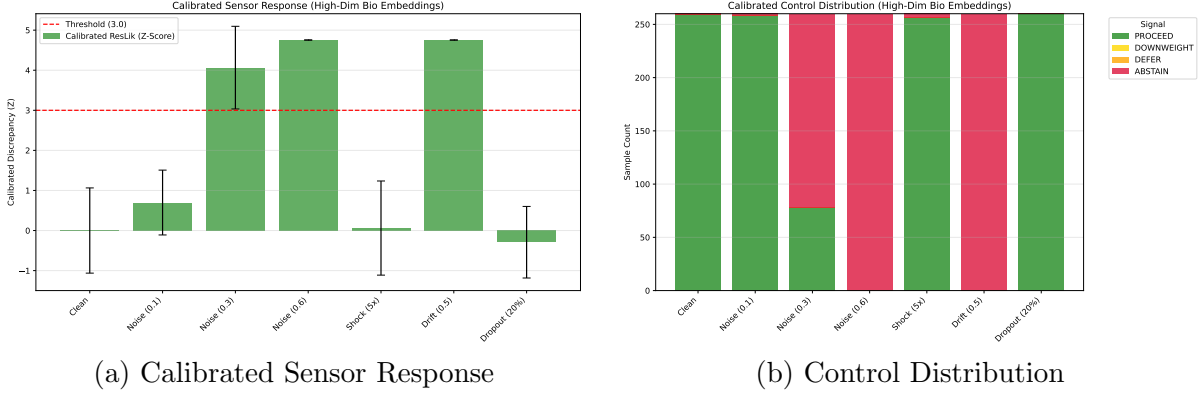 Calibrated Sensor Response (High-Dim Bio Embeddings)
Threshold (3.0)
Calibrated ResLik (Z-Score)
Calibrated Discrepancy (Z)
5
4
3
2
1
0
−1
Clean
Noise (0.1)
Noise (0.3)
Noise (0.6)
Shock (5x)
Drift (0.5)
Dropout (20%)
(a) Calibrated Sensor Response
Calibrated Control Distribution (High-Dim Bio Embeddings)
Sample Count
250
200
150
100
50
0
Clean
Noise (0.1)
Noise (0.3)
Noise (0.6)
Shock (5x)
Drift (0.5)
Dropout (20%)
Signal
PROCEED
DOWNWEIGHT
DEFER
ABSTAIN
(b) Control Distribution